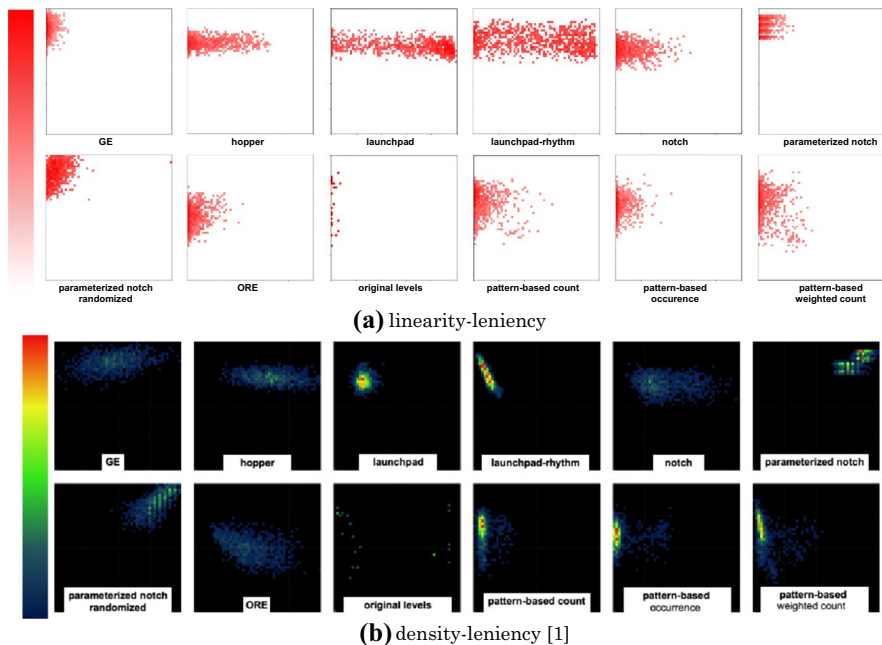 GE
hopper
launchpad
launchpad-rhythm
notch
parameterized notch
parameterized notch
randomized
ORE
original levels
pattern-based count
pattern-based
occurence
pattern-based
weighted count
(a) linearity-leniency
GE
hopper
launchpad
launchpad-rhythm
notch
parameterized notch
parameterized notch
randomized
ORE
original levels
pattern-based count
pattern-based
occurrence
pattern-based
weighted count
(b) density-leniency [1]